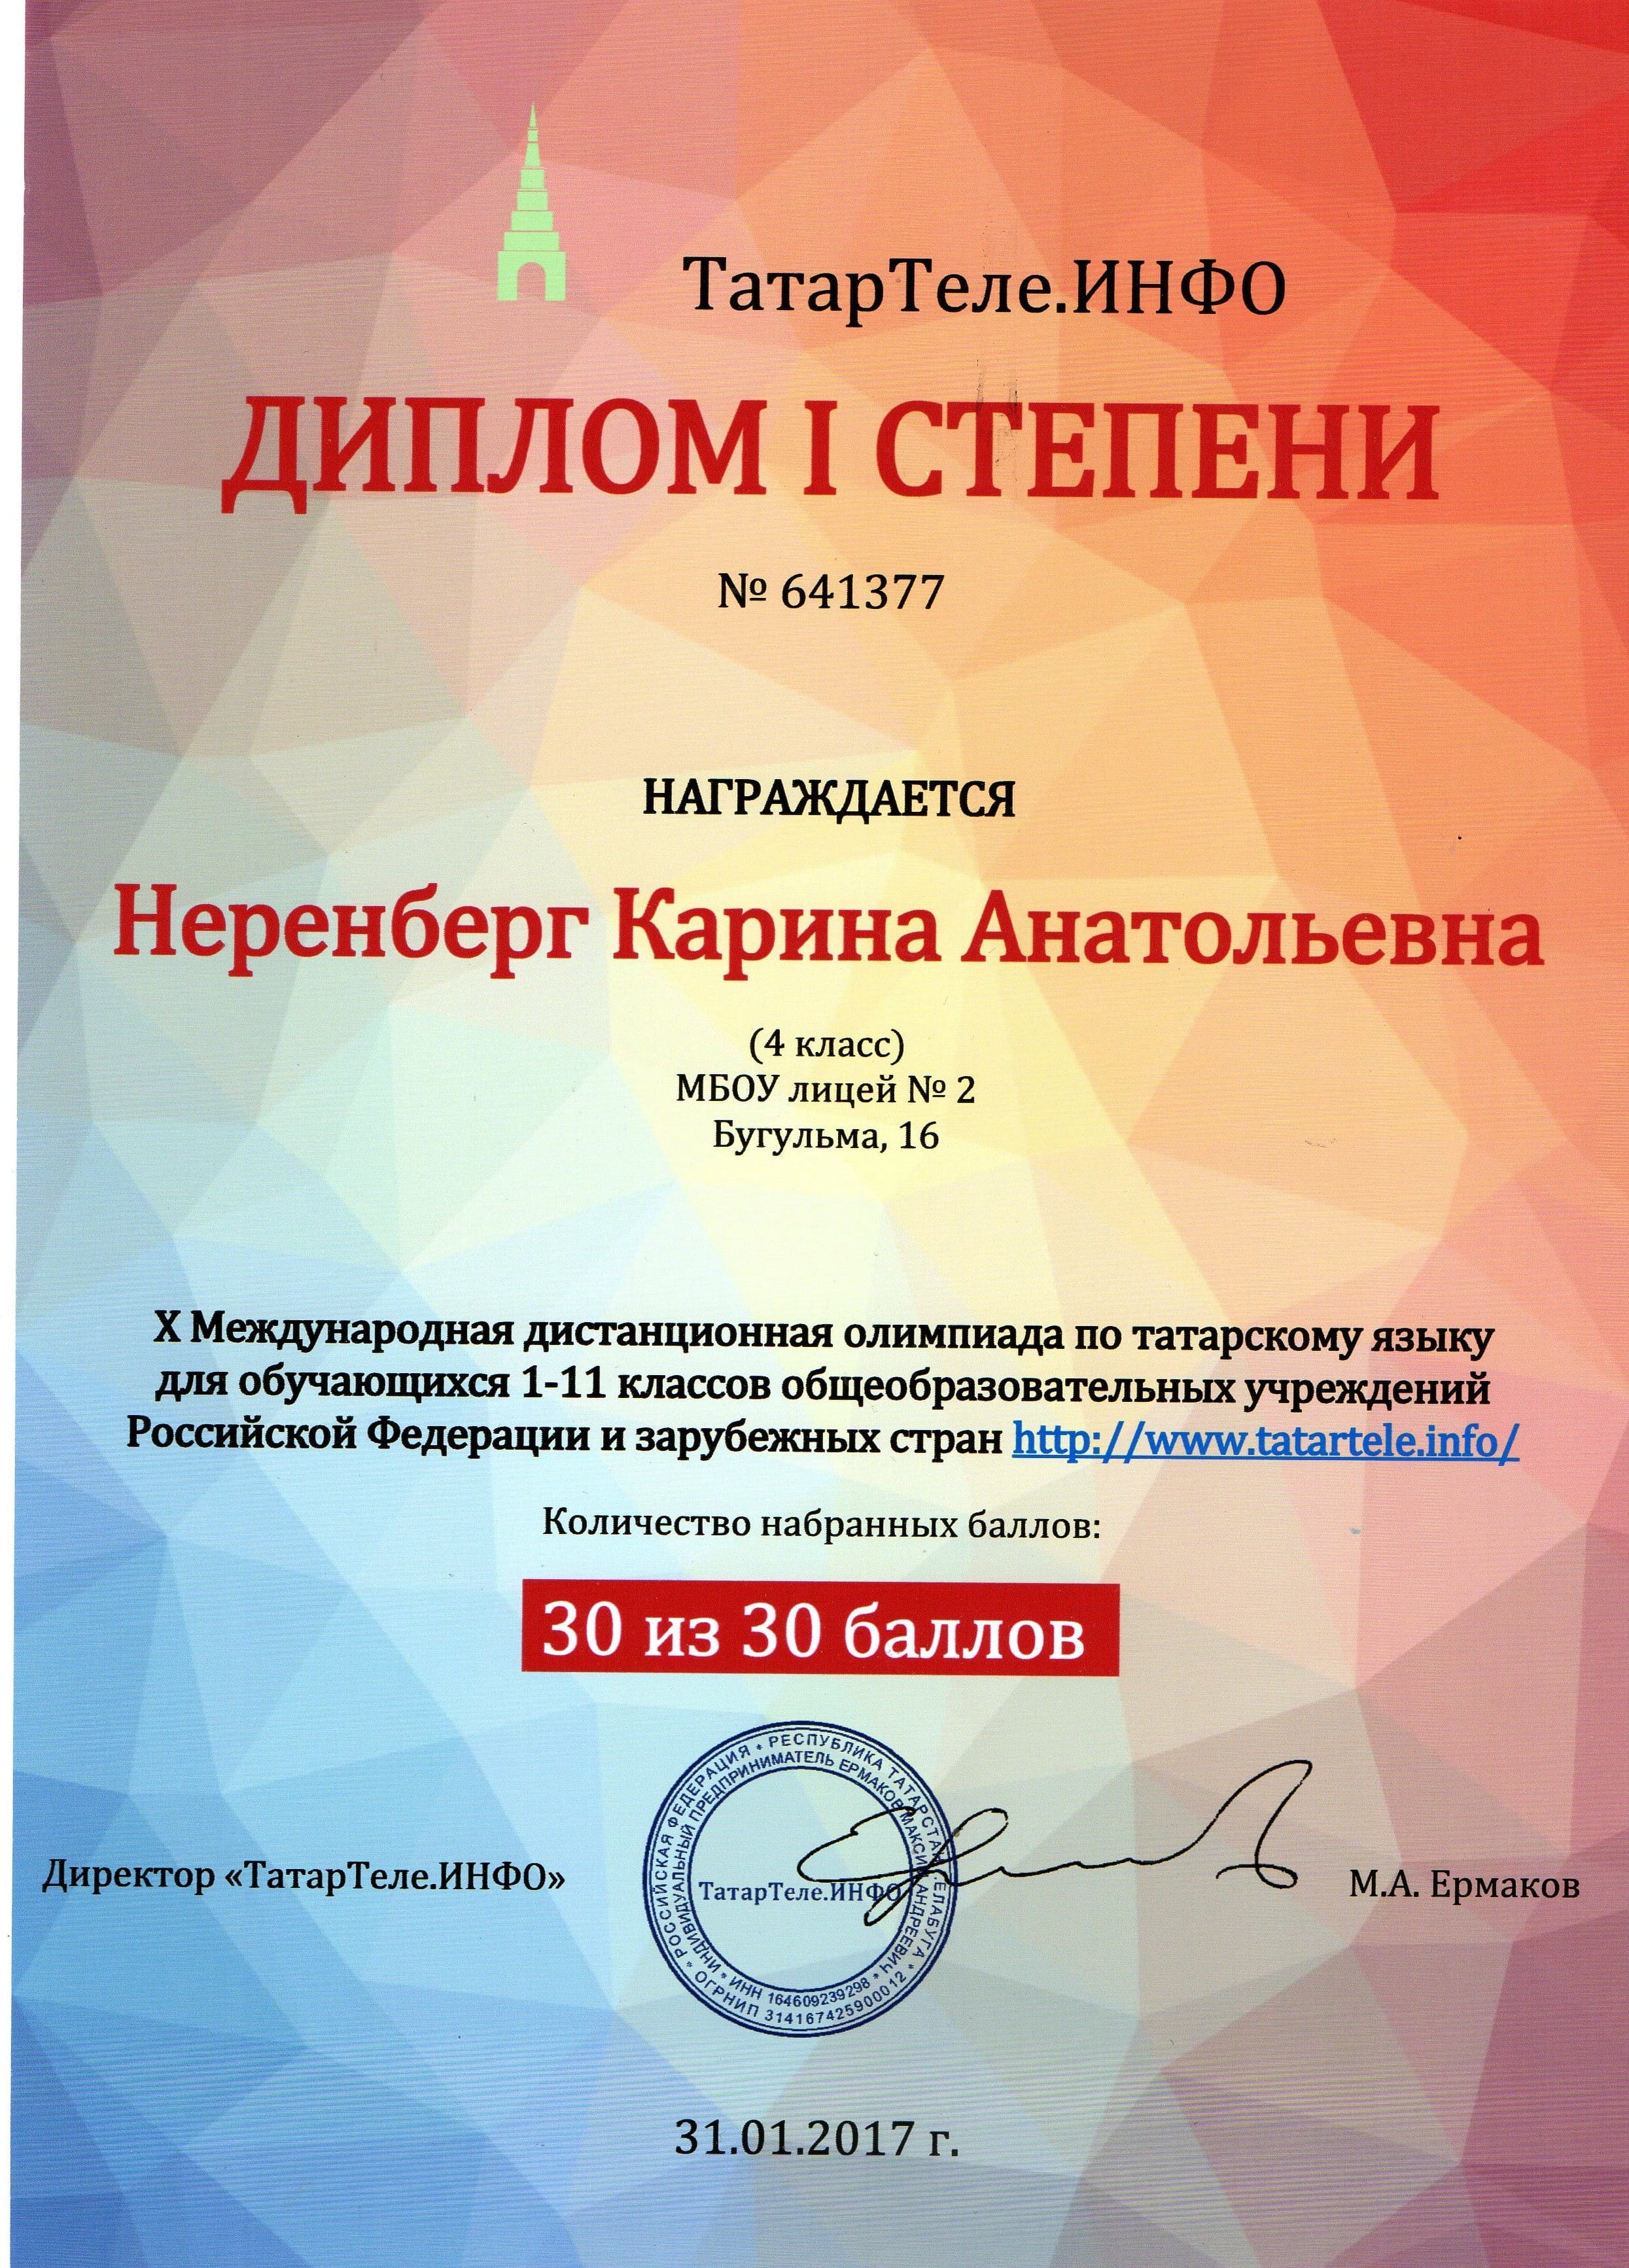 ТатарТеле.ИНФО
ДИПЛОМ I СТЕПЕНИ
№ 641377
НАГРАЖДАЕТСЯ
Неренберг Карина Анатольевна
(4 класс)
МБОУ лицей № 2
Бугульма, 16
X Международная дистанционная олимпиада по татарскому языку
для обучающихся 1-11 классов общеобразовательных учреждений
Российской Федерации и зарубежных стран http://www.tatartele.info/
Количество набранных баллов:
30 из 30 баллов
Директор «ТатарТеле.ИНФО»
РОССИЙСКАЯ ФЕДЕРАЦИЯ * РЕСПУБЛИКА ТАТАРСТАН г.ЕЛАБУГА *
ОГРНИП 314167425900012 *
ИНДИВИДУАЛЬНЫЙ ПРЕДПРИНИМАТЕЛЬ ЕРМАКОВ МАКСИМ АНДРЕЕВИЧ *
ИНН 164609239298 *
ТатарТеле.ИНФО
М.А. Ермаков
31.01.2017 г.